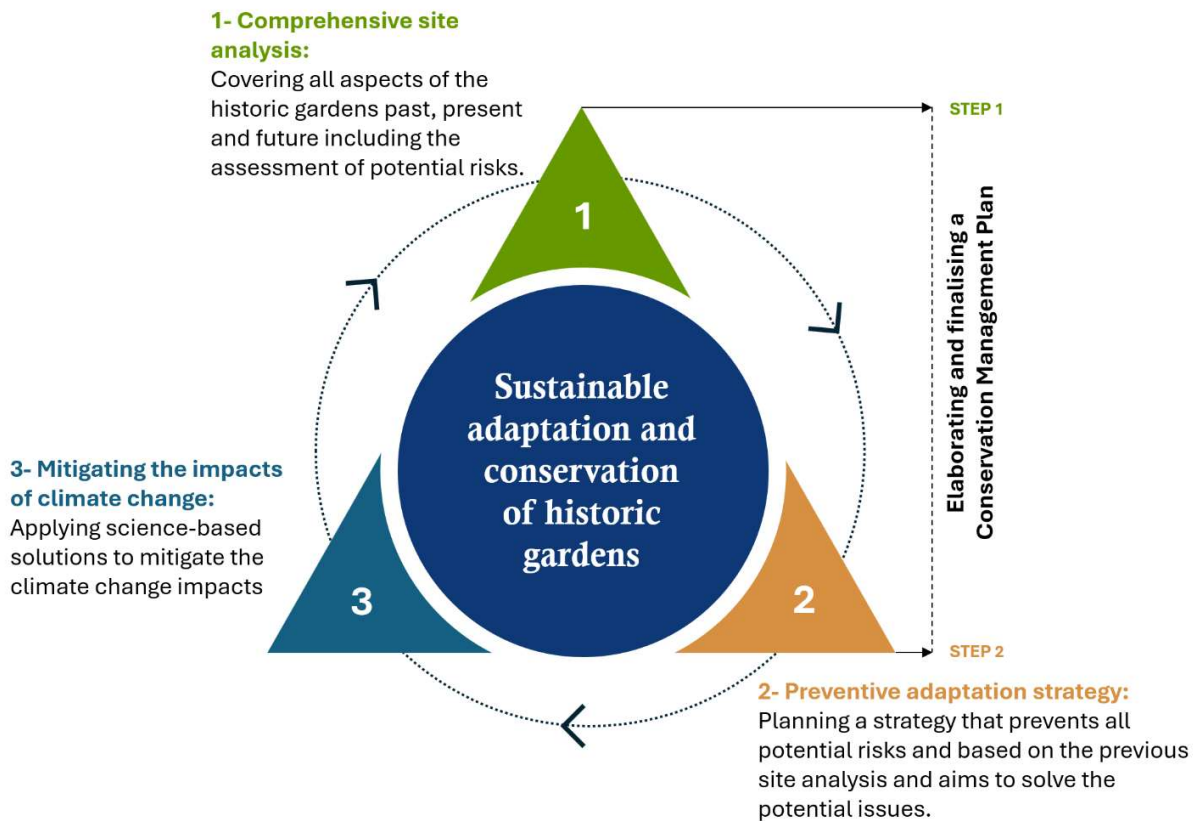 1- Comprehensive site
analysis:
Covering all aspects of the
historic gardens past, present
and future including the
assessment of potential risks.
1
STEP 1
Elaborating and finalising a
Conservation Management Plan
Sustainable
adaptation and
conservation
of historic
gardens
3- Mitigating the impacts
of climate change:
Applying science-based
solutions to mitigate the
climate change impacts
3
2
STEP 2
2- Preventive adaptation strategy:
Planning a strategy that prevents all
potential risks and based on the previous
site analysis and aims to solve the
potential issues.